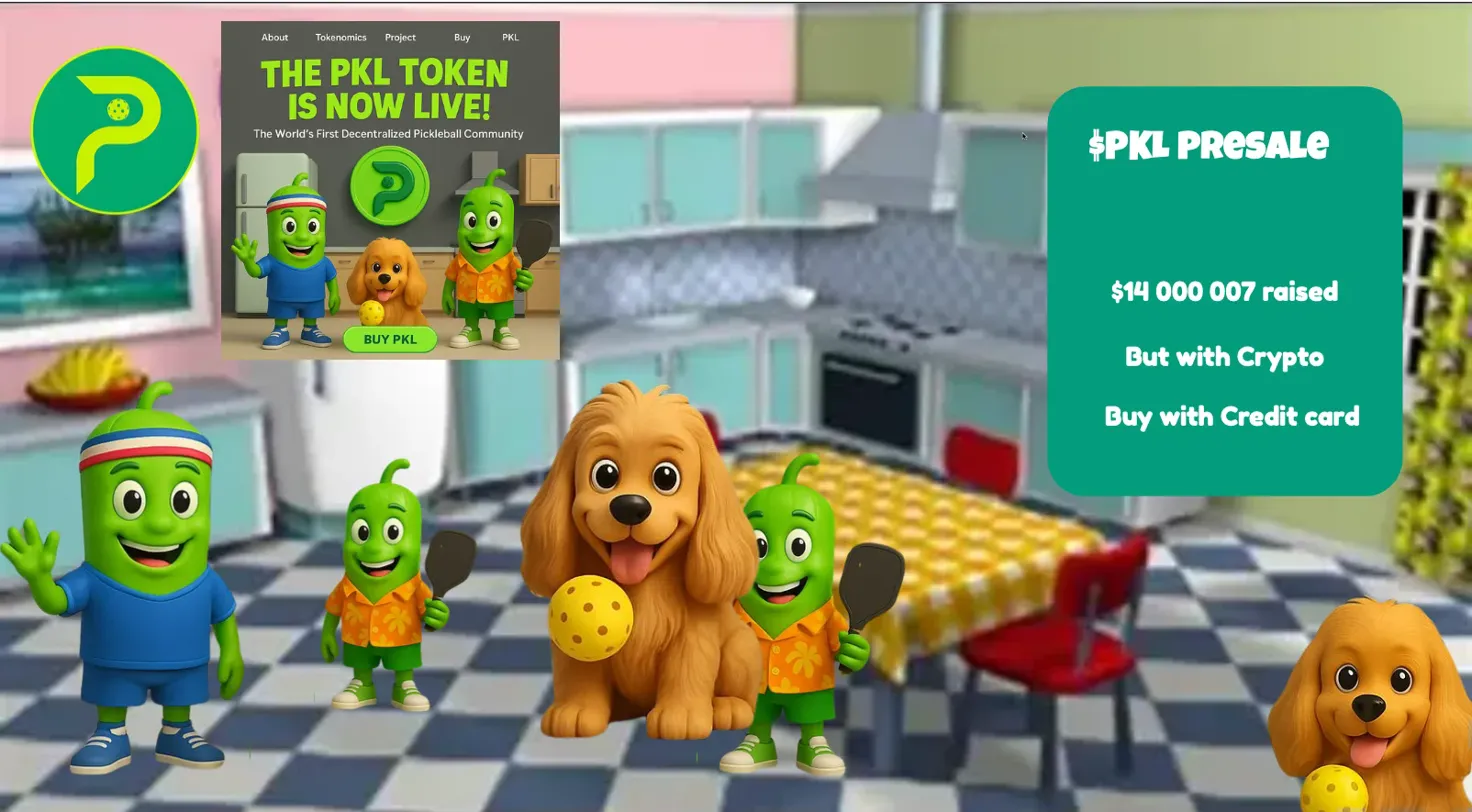 About Tokenomics Project Buy PKL
THE PKL TOKEN
IS NOW LIVE!
The World's First Decentralized Pickleball Community
BUY PKL
$PKL PRESALE
$14 000 007 raised
But with Crypto
Buy with Credit card